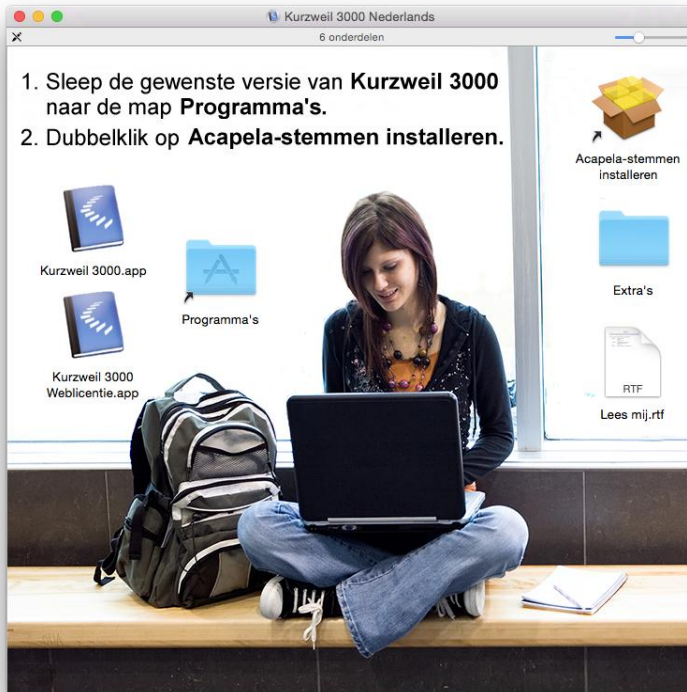 Kurzweil 3000 Nederlands
6 onderdelen
1. Sleep de gewenste versie van Kurzweil 3000
naar de map Programma's.
2. Dubbelklik op Acapela-stemmen installeren.
Acapela-stemmen
installeren
Kurzweil 3000.app
Programma's
Extra's
Kurzweil 3000
Weblicentie.app
RTF
Lees mij.rtf